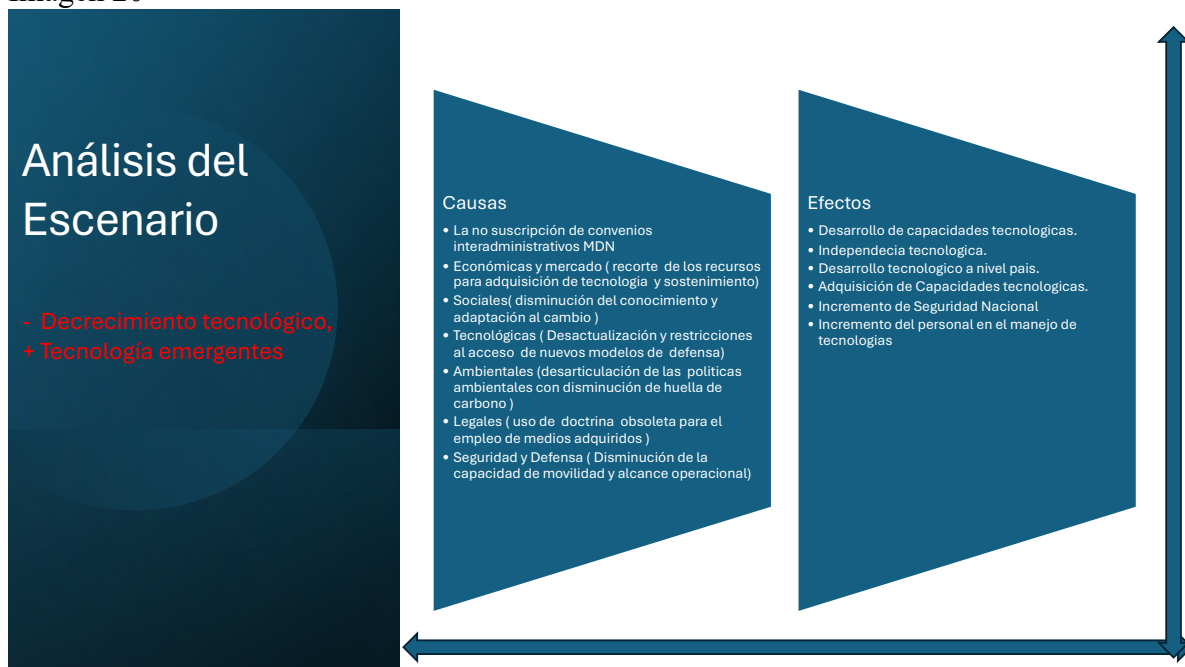 Análisis del
Escenario
- Decrecimiento tecnológico,
+ Tecnología emergentes
Causas
• La no suscripción de convenios
interadministrativos MDN
• Económicas y mercado ( recorte de los recursos
para adquisición de tecnologia y sostenimiento)
• Sociales( disminución del conocimiento y
adaptación al cambio )
• Tecnológicas ( Desactualización y restricciones
al acceso de nuevos modelos de defensa)
• Ambientales (desarticulación de las politicas
ambientales con disminución de huella de
carbono )
• Legales ( uso de doctrina obsoleta para el
empleo de medios adquiridos )
• Seguridad y Defensa ( Disminución de la
capacidad de movilidad y alcance operacional)
Efectos
• Desarrollo de capacidades tecnologicas.
• Independecia tecnologica.
• Desarrollo tecnologico a nivel pais.
• Adquisición de Capacidades tecnologicas.
• Incremento de Seguridad Nacional
• Incremento del personal en el manejo de
tecnologias